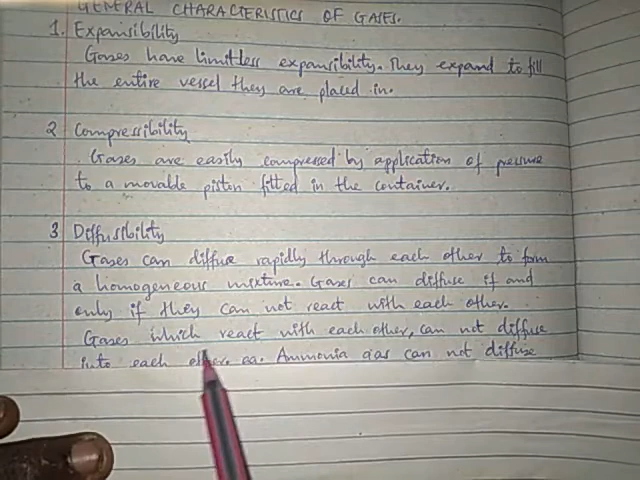 GENERAL CHARACTERISTICS OF GASES.
1. Expansibility
Gases have limitless expansibility. They expand to fill
the entire vessel they are placed in.
2 Compressibility
Gases are easily compressed by application of pressure
to a movable piston fitted in the container.
3 Diffusibility
Gases can diffuse rapidly through each other to form
a homogeneous mixture. Gases can diffuse if and
only if they can not react with each other.
Gases which react with each other, can not diffuse
into each other. eg. Ammonia gas can not diffuse